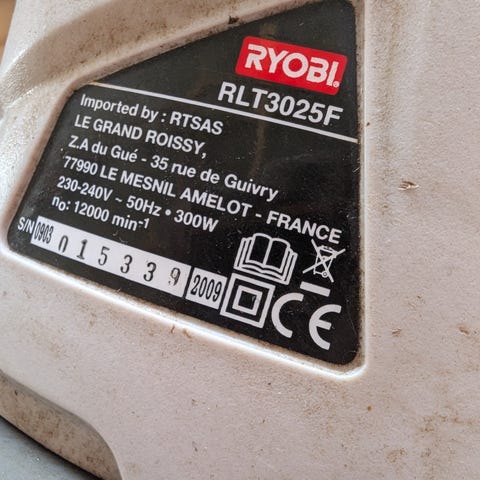 RYOBI
RLT3025F
Imported by : RTSAS
LE GRAND ROISSY,
Z.A du Gué - 35 rue de Guivry
77990 LE MESNIL AMELOT - FRANCE
230-240V ~ 50Hz • 300W
no: 12000 min⁻¹
S/N 0903 015339 2009
CE